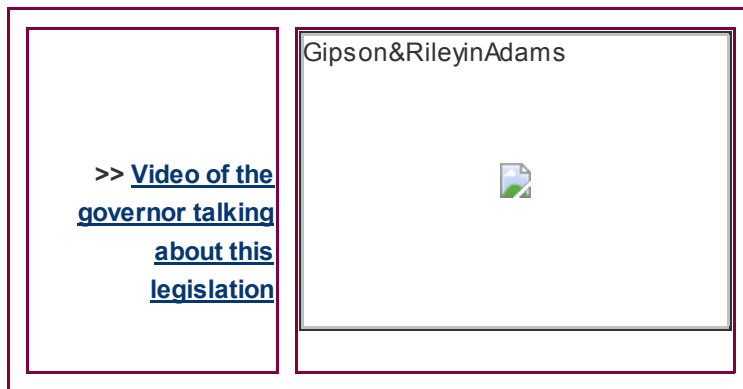 >> Video of the
governor talking
about this
legislation
Gipson&RileyinAdams